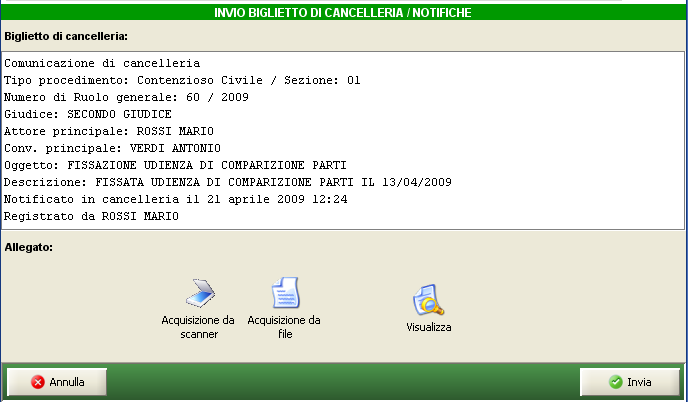 INVIO BIGLIETTO DI CANCELLERIA / NOTIFICHE
Biglietto di cancelleria:
Comunicazione di cancelleria
Tipo procedimento: Contenzioso Civile / Sezione: 01
Numero di Ruolo generale: 60 / 2009
Giudice: SECONDO GIUDICE
Attore principale: ROSSI MARIO
Conv. principale: VERDI ANTONIO
Oggetto: FISSAZIONE UDIENZA DI COMPARIZIONE PARTI
Descrizione: FISSATA UDIENZA DI COMPARIZIONE PARTI IL 13/04/2009
Notificato in cancelleria il 21 aprile 2009 12:24
Registrato da ROSSI MARIO
Allegato:
Acquisizione da
scanner
Acquisizione da
file
Visualizza
Annulla
Invia